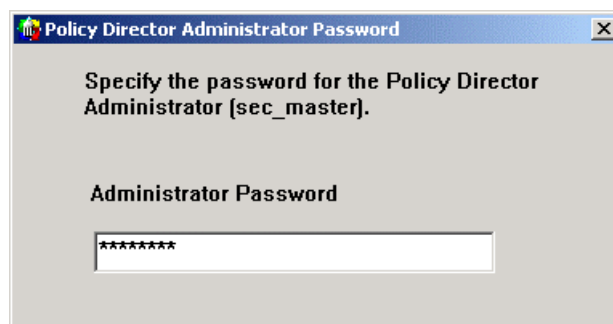 Policy Director Administrator Password
Specify the password for the Policy Director
Administrator (sec_master).
Administrator Password
********